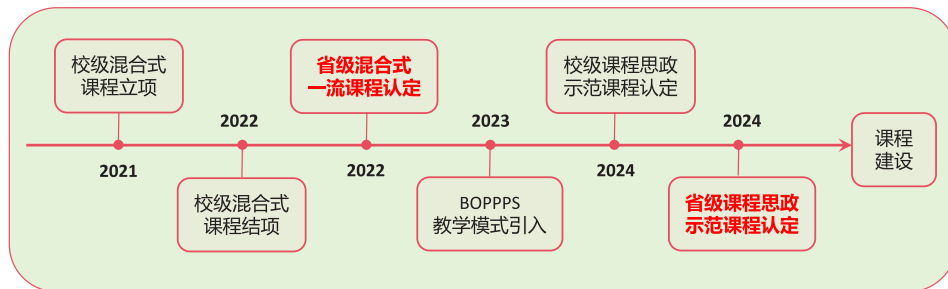 校级混合式
课程立项
2021
2022
校级混合式
课程结项
省级混合式
一流课程认定
2022
2023
BOPPPS
教学模式引入
校级课程思政
示范课程认定
2024
2024
省级课程思政
示范课程认定
课程
建设